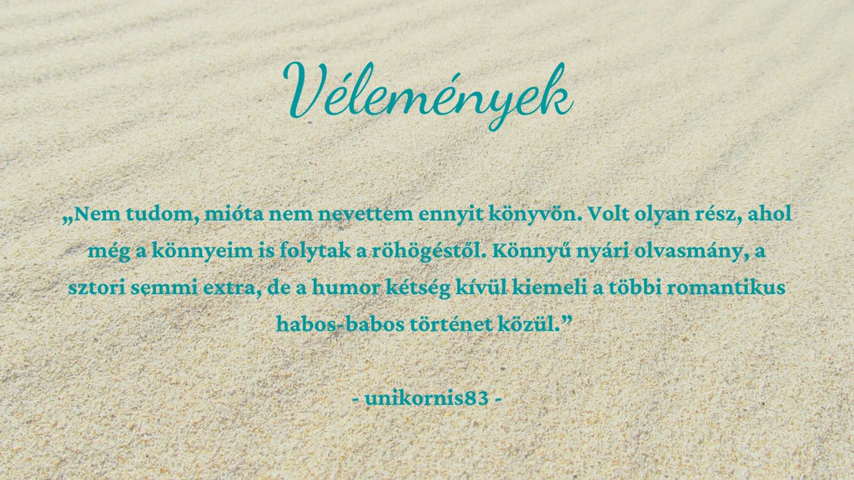 Vélemények
„Nem tudom, mióta nem nevettem ennyit könyvön. Volt olyan rész, ahol
még a könnyeim is folytak a röhögéstől. Könnyű nyári olvasmány, a
sztori semmi extra, de a humor kétség kívül kiemeli a többi romantikus
habos-babos történet közül.”
- unikornis83 -